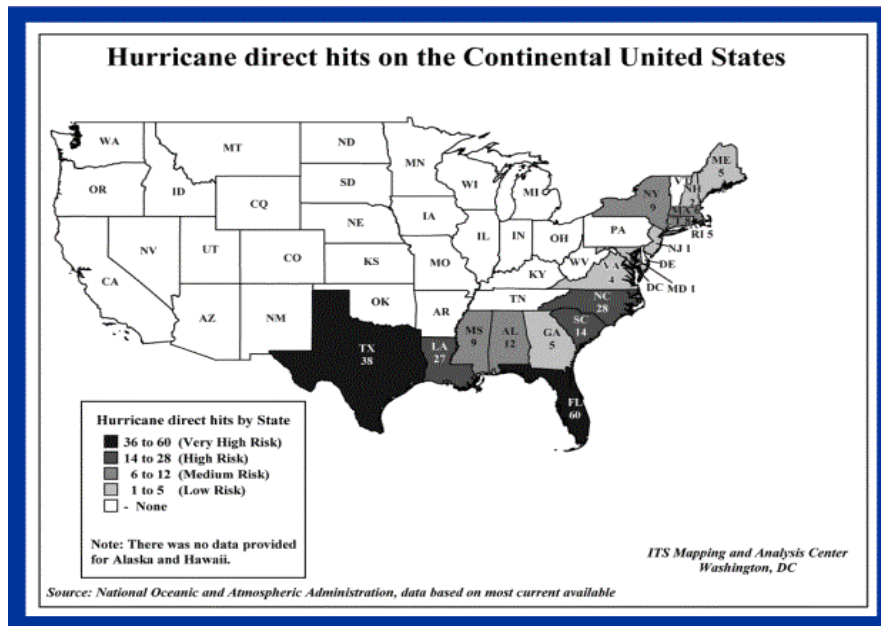 Hurricane direct hits on the Continental United States
WA
MT
ND
MN
ME
5
OR
ID
SD
WI
MI
NY
9
V
NH
2
MA
CQ
IA
PA
RI 5
NE
NJ 1
NV
UT
CO
IL
IN
OH
WV
VA
4
DE
KS
MO
KY
DC
MD 1
CA
OK
TN
NC
28
AZ
NM
AR
SC
14
MS
9
AL
12
GA
5
TX
38
LA
27
FL
60
Hurricane direct hits by State
36 to 60 (Very High Risk)
14 to 28 (High Risk)
6 to 12 (Medium Risk)
1 to 5 (Low Risk)
- None
Note: There was no data provided
for Alaska and Hawaii.
ITS Mapping and Analysis Center
Washington, DC
Source: National Oceanic and Atmospheric Administration, data based on most current available